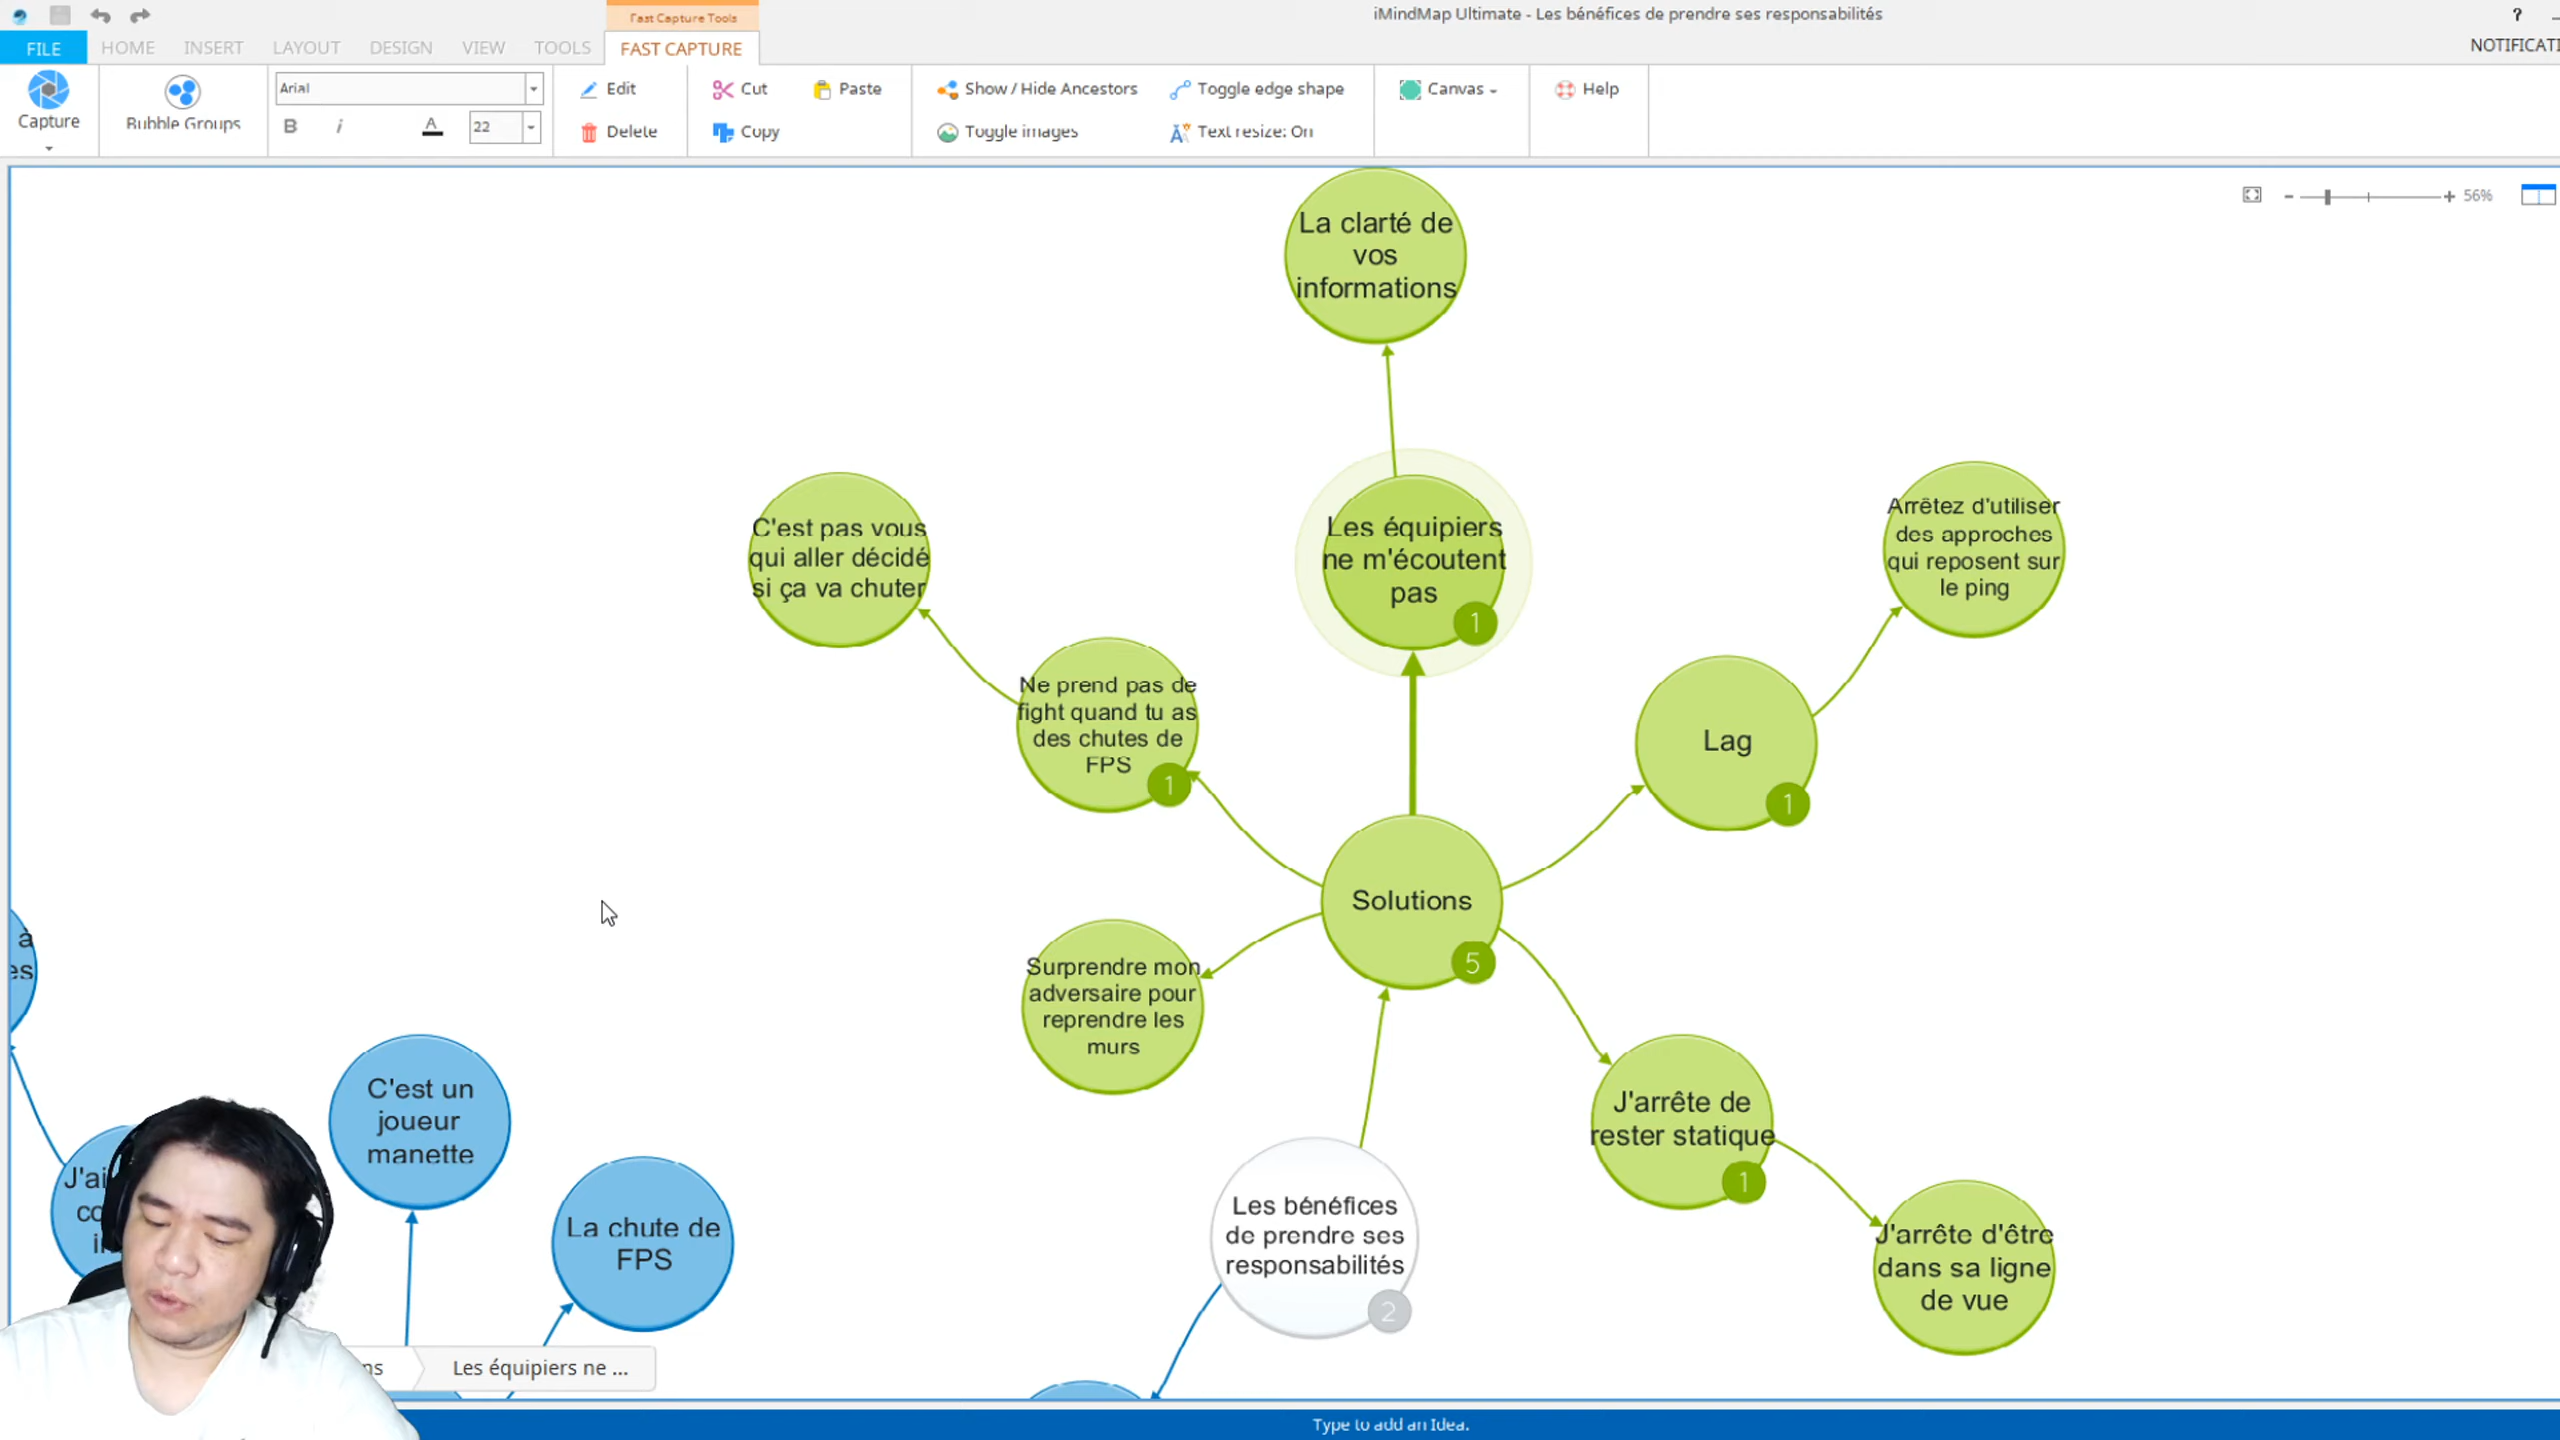 Fast Capture Tools
iMindMap Ultimate - Les bénéfices de prendre ses responsabilités
?
FILE
HOME
INSERT
LAYOUT
DESIGN
VIEW
TOOLS
FAST CAPTURE
NOTIFICATI
Capture
Bubble Groups
Arial
B
i
A
22
Edit
Delete
Cut
Copy
Paste
Show / Hide Ancestors
Toggle images
Toggle edge shape
Text resize: On
Canvas
Help
56%
La clarté de
vos
informations
C'est pas vous
qui aller décidé
si ça va chuter
Les équipiers
ne m'écoutent
pas
1
Arrêtez d'utiliser
des approches
qui reposent sur
le ping
Ne prend pas de
fight quand tu as
des chutes de
FPS
1
Lag
1
Solutions
5
Surprendre mon
adversaire pour
reprendre les
murs
J'arrête de
rester statique
1
J'arrête d'être
dans sa ligne
de vue
Les bénéfices
de prendre ses
responsabilités
2
à
es
C'est un
joueur
manette
J'ai
co
La chute de
FPS
ns
Les équipiers ne ...
Type to add an Idea.